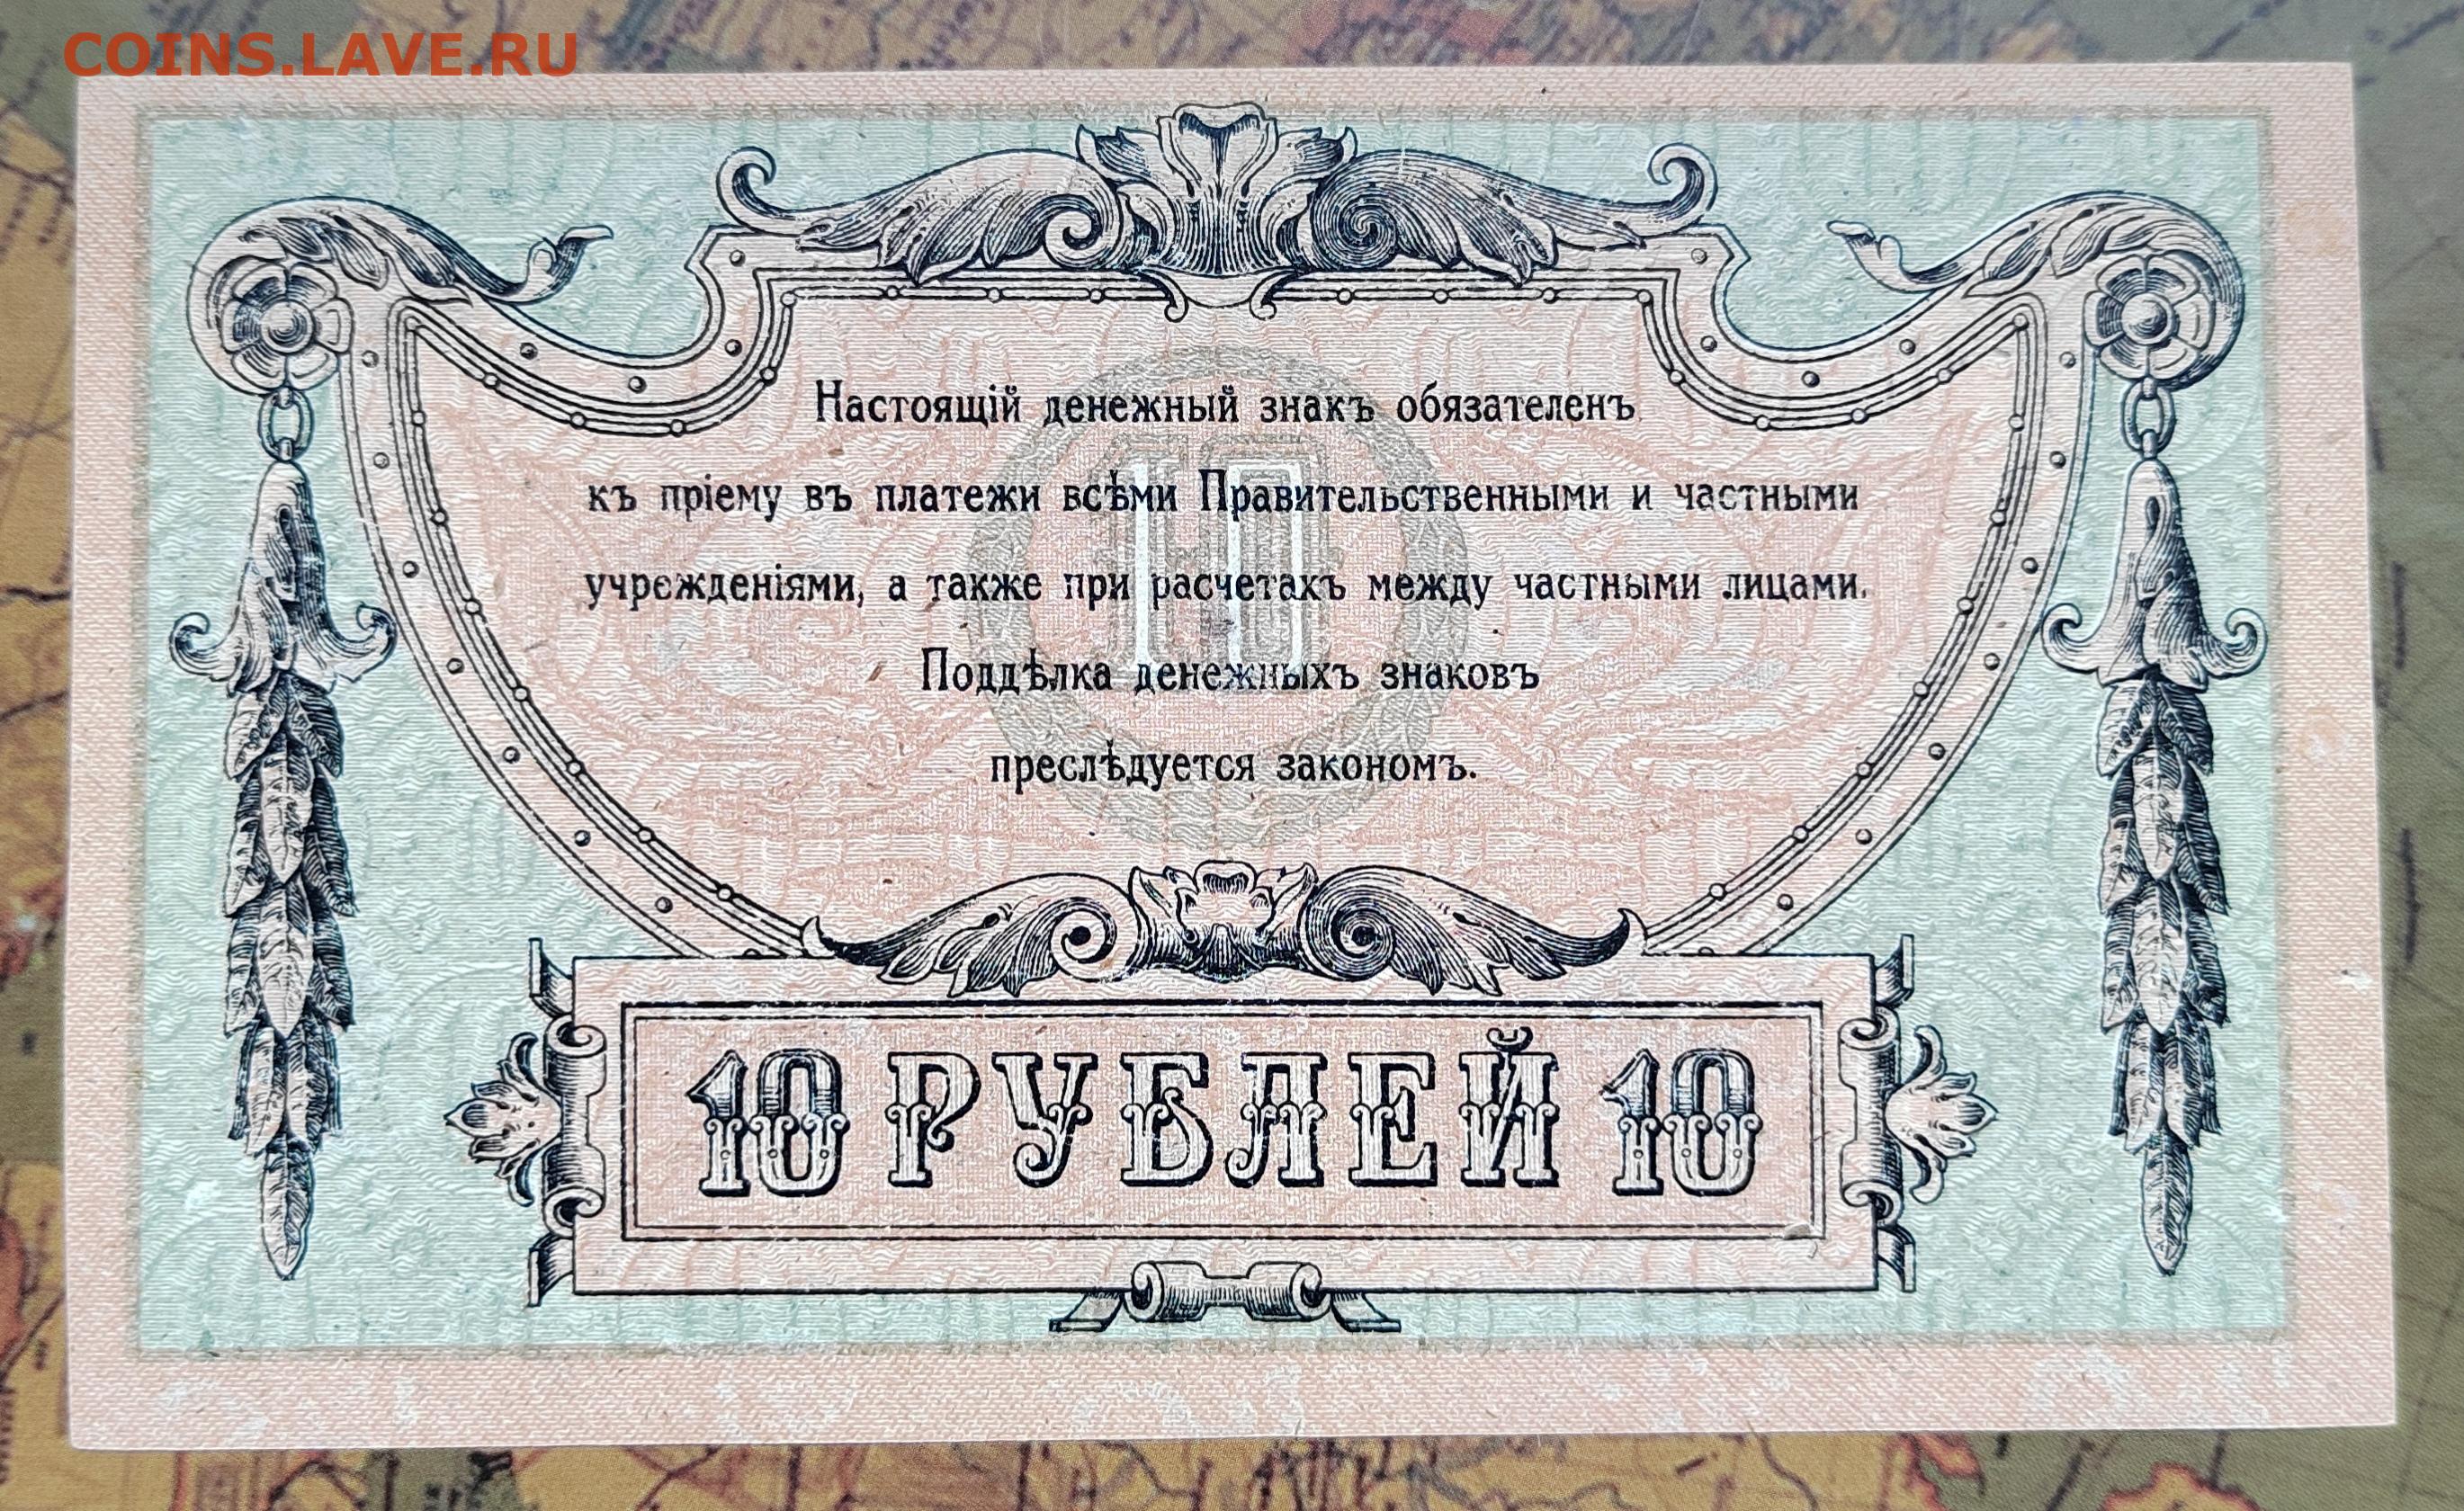 COINS.LAVE.RU
Настоящій денежный знакъ обязателенъ
къ пріему въ платежи всѣми Правительственными и частными
учрежденіями, а также при расчетахъ между частными лицами.
10
Поддѣлка денежныхъ знаковъ
преслѣдуется закономъ.
10 РУБЛЕЙ 10